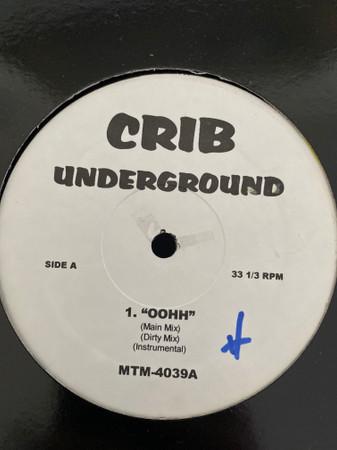 CRIB
UNDERGROUND
SIDE A
33 1/3 RPM
1. “OOHH”
(Main Mix)
(Dirty Mix)
(Instrumental)
MTM-4039A